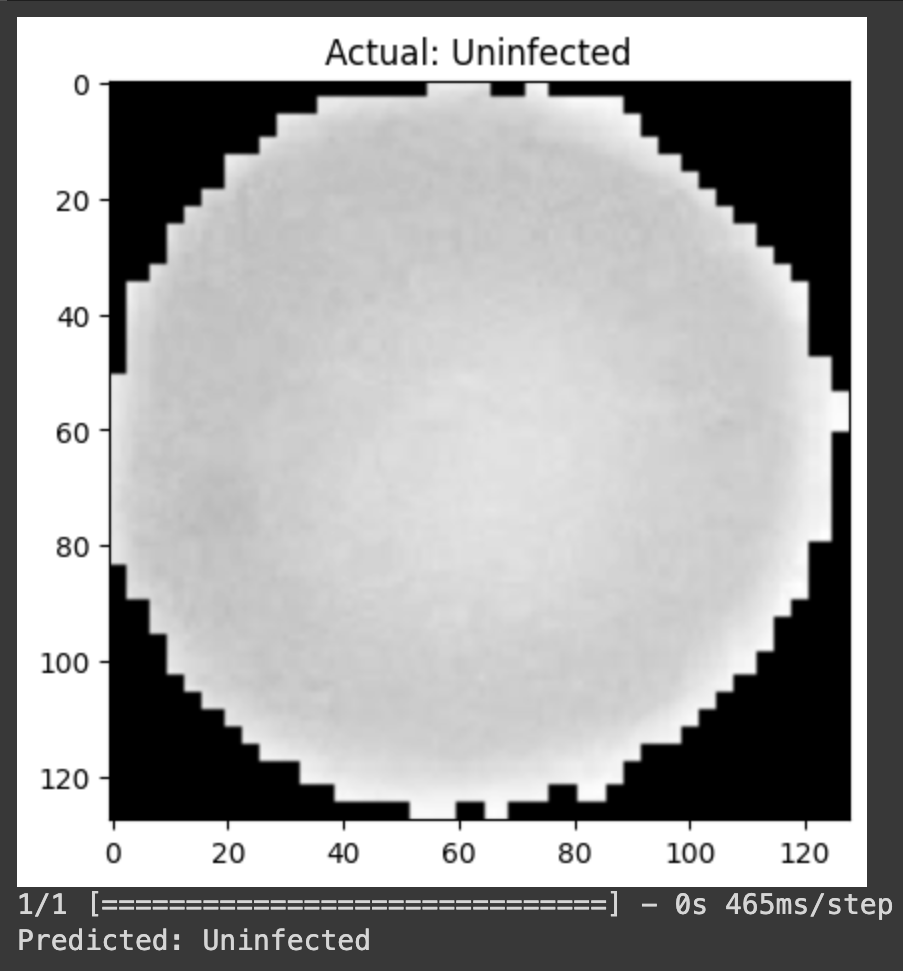 Actual: Uninfected
0
20
40
60
80
100
120
0 20 40 60 80 100 120
1/1 [==============================] - 0s 465ms/step
Predicted: Uninfected